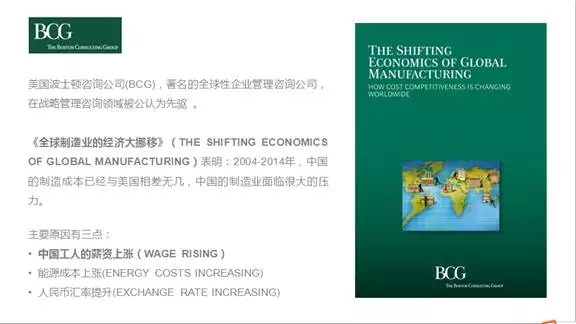 BCG
THE BOSTON CONSULTING GROUP
美国波士顿咨询公司(BCG)，著名的全球性企业管理咨询公司，
在战略管理咨询领域被公认为先驱 。
《全球制造业的经济大挪移》（THE SHIFTING ECONOMICS
OF GLOBAL MANUFACTURING）表明：2004-2014年，中国
的制造成本已经与美国相差无几，中国的制造业面临很大的压
力。
主要原因有三点：
• 中国工人的薪资上涨（WAGE RISING）
• 能源成本上涨(ENERGY COSTS INCREASING)
• 人民币汇率提升(EXCHANGE RATE INCREASING)
THE SHIFTING
ECONOMICS OF GLOBAL
MANUFACTURING
HOW COST COMPETITIVENESS IS CHANGING
WORLDWIDE
BCG
THE BOSTON CONSULTING GROUP